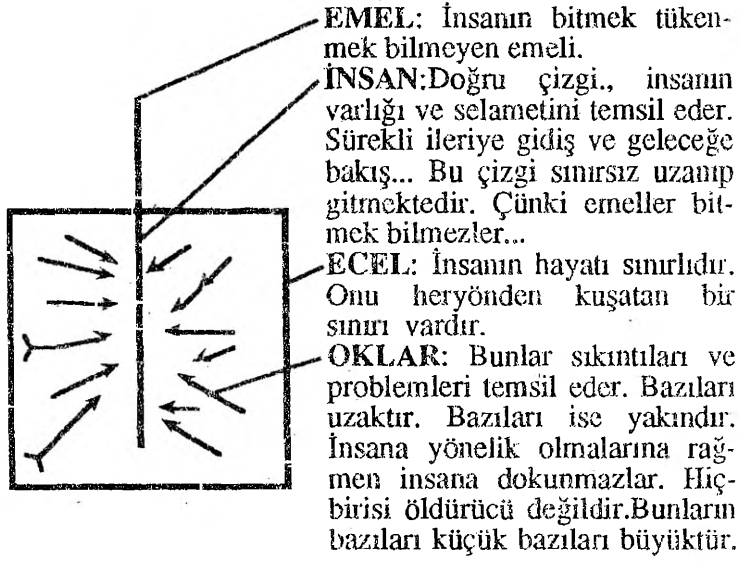 EMEL: İnsanın bitmek tüken-
mek bilmeyen emeli.
İNSAN:Doğru çizgi., insanın
varlığı ve selametini temsil eder.
Sürekli ileriye gidiş ve geleceğe
bakış... Bu çizgi sınırsız uzanıp
gitmektedir. Çünki emeller bit-
mek bilmezler...
ECEL: İnsanın hayatı sınırlıdır.
Onu heryönden kuşatan bir
sınırı vardır.
OKLAR: Bunlar sıkıntıları ve
problemleri temsil eder. Bazıları
uzaktır. Bazıları ise yakındır.
İnsana yönelik olmalarına rağ-
men insana dokunmazlar. Hiç-
birisi öldürücü değildir.Bunların
bazıları küçük bazıları büyüktür.